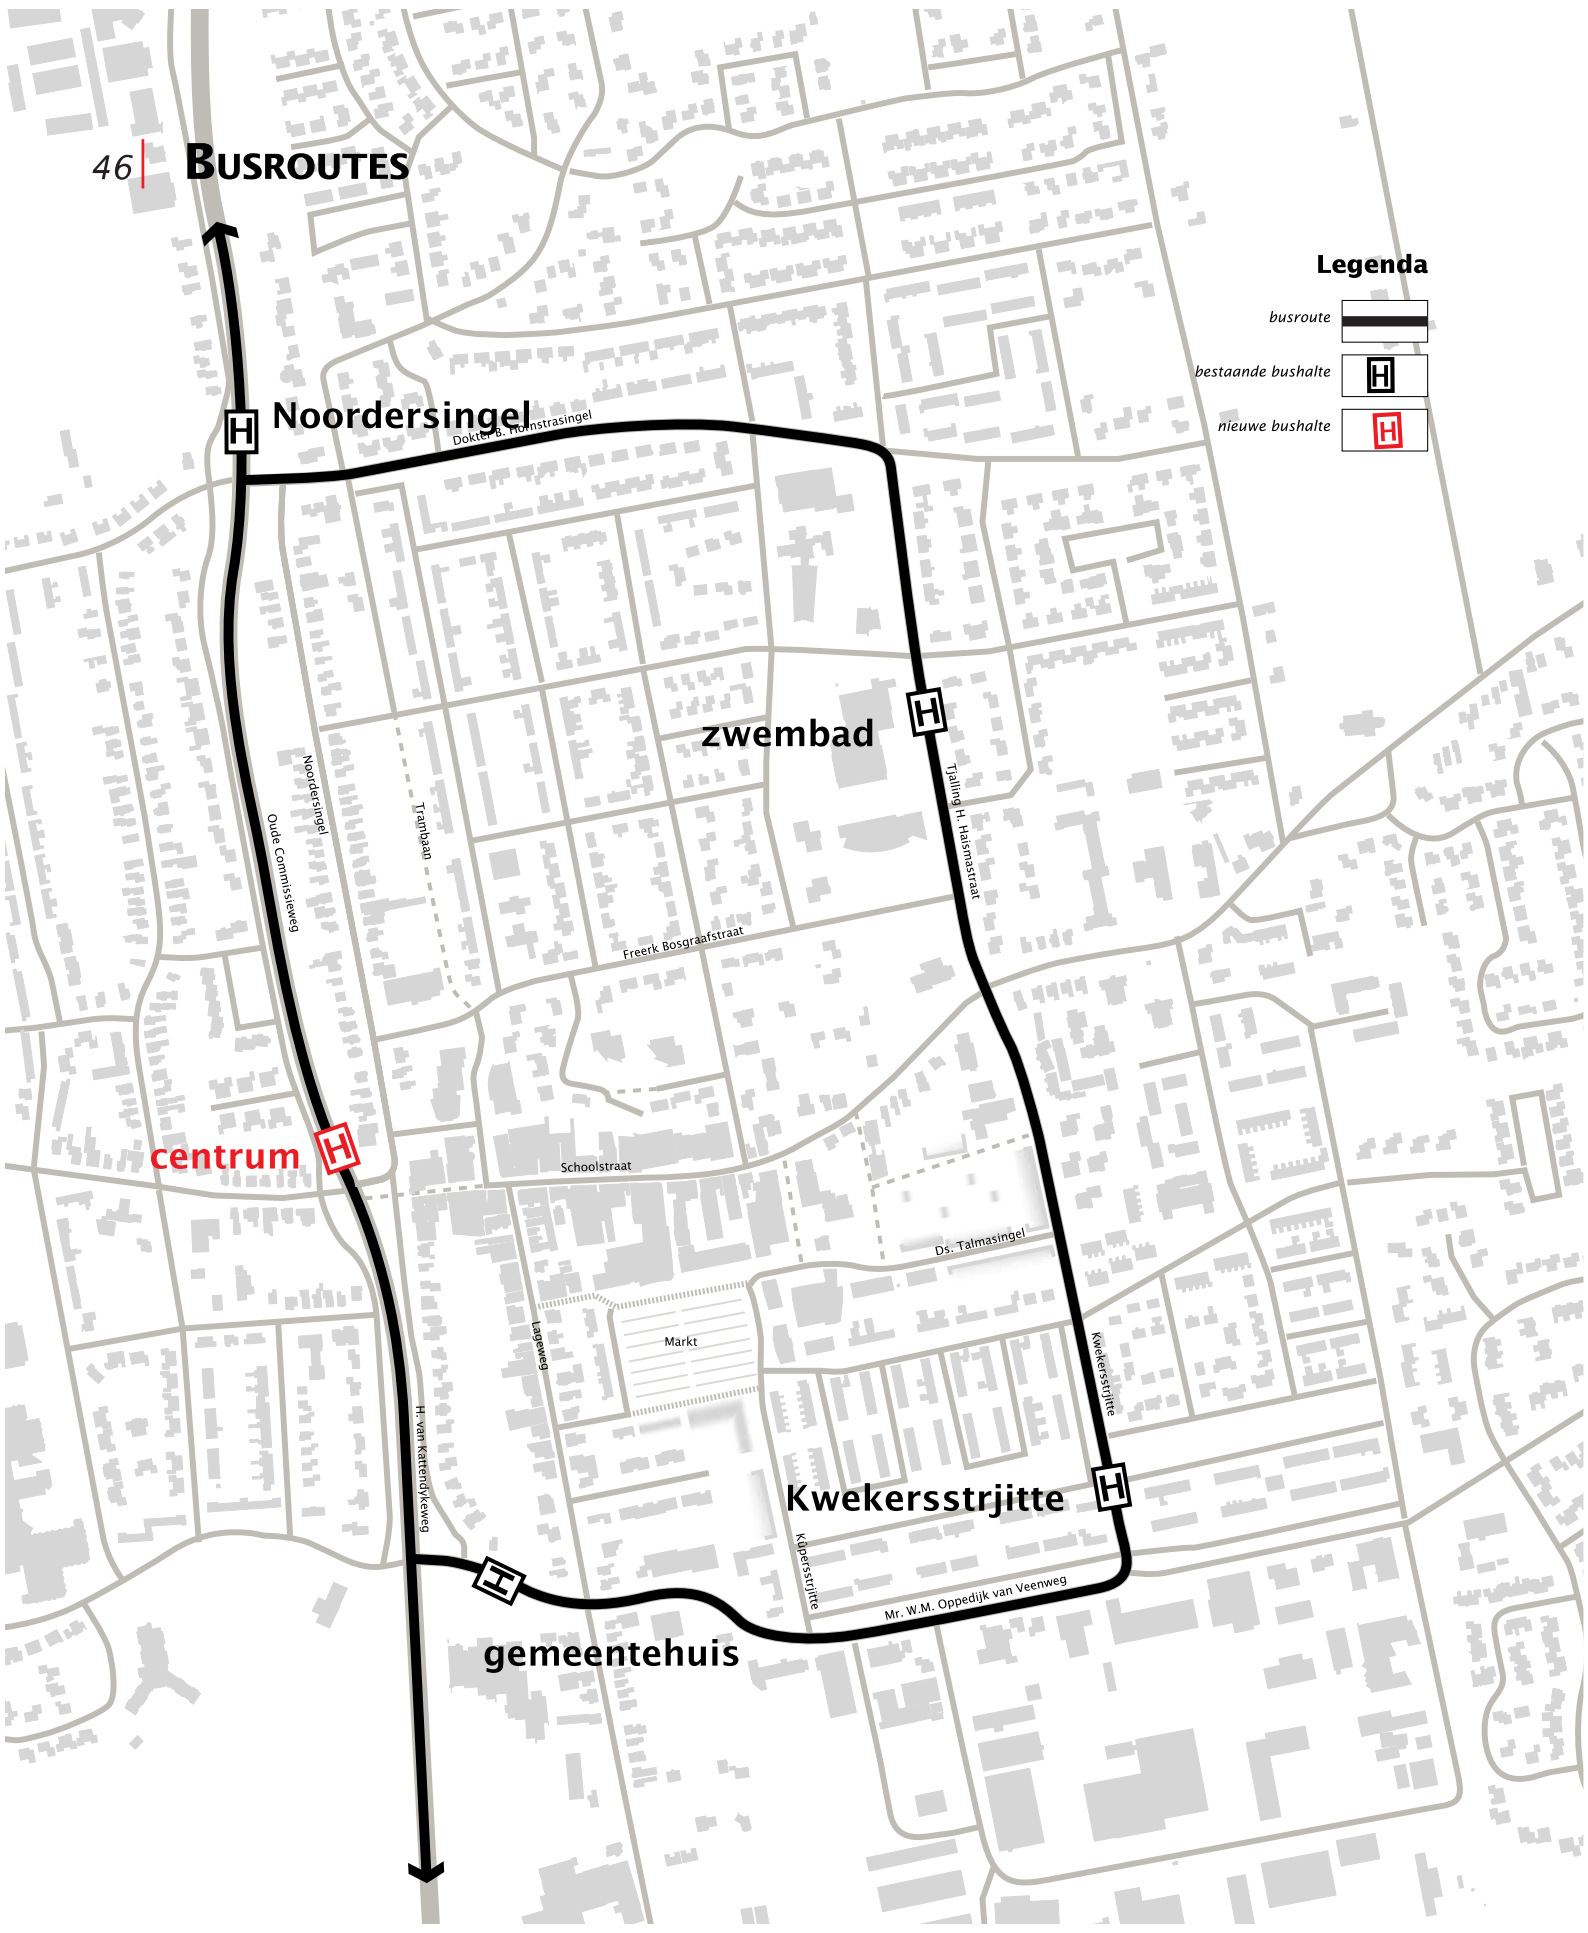 46
BUSROUTES
Legenda
busroute
bestaande bushalte
H
nieuwe bushalte
H
H
Noordersingel
Dokter B. Hornstrasingel
H
zwembad
Tjalling H. Haismastraat
Noordersingel
Trambaan
Oude Commissieweg
Freerk Bosgraafstraat
H
centrum
Schoolstraat
Ds. Talmasingel
Markt
Lageweg
Kwekersstrjitte
H. van Kattendykeweg
H
Kwekersstrjitte
Kûpersstrjitte
H
Mr. W.M. Oppedijk van Veenweg
gemeentehuis